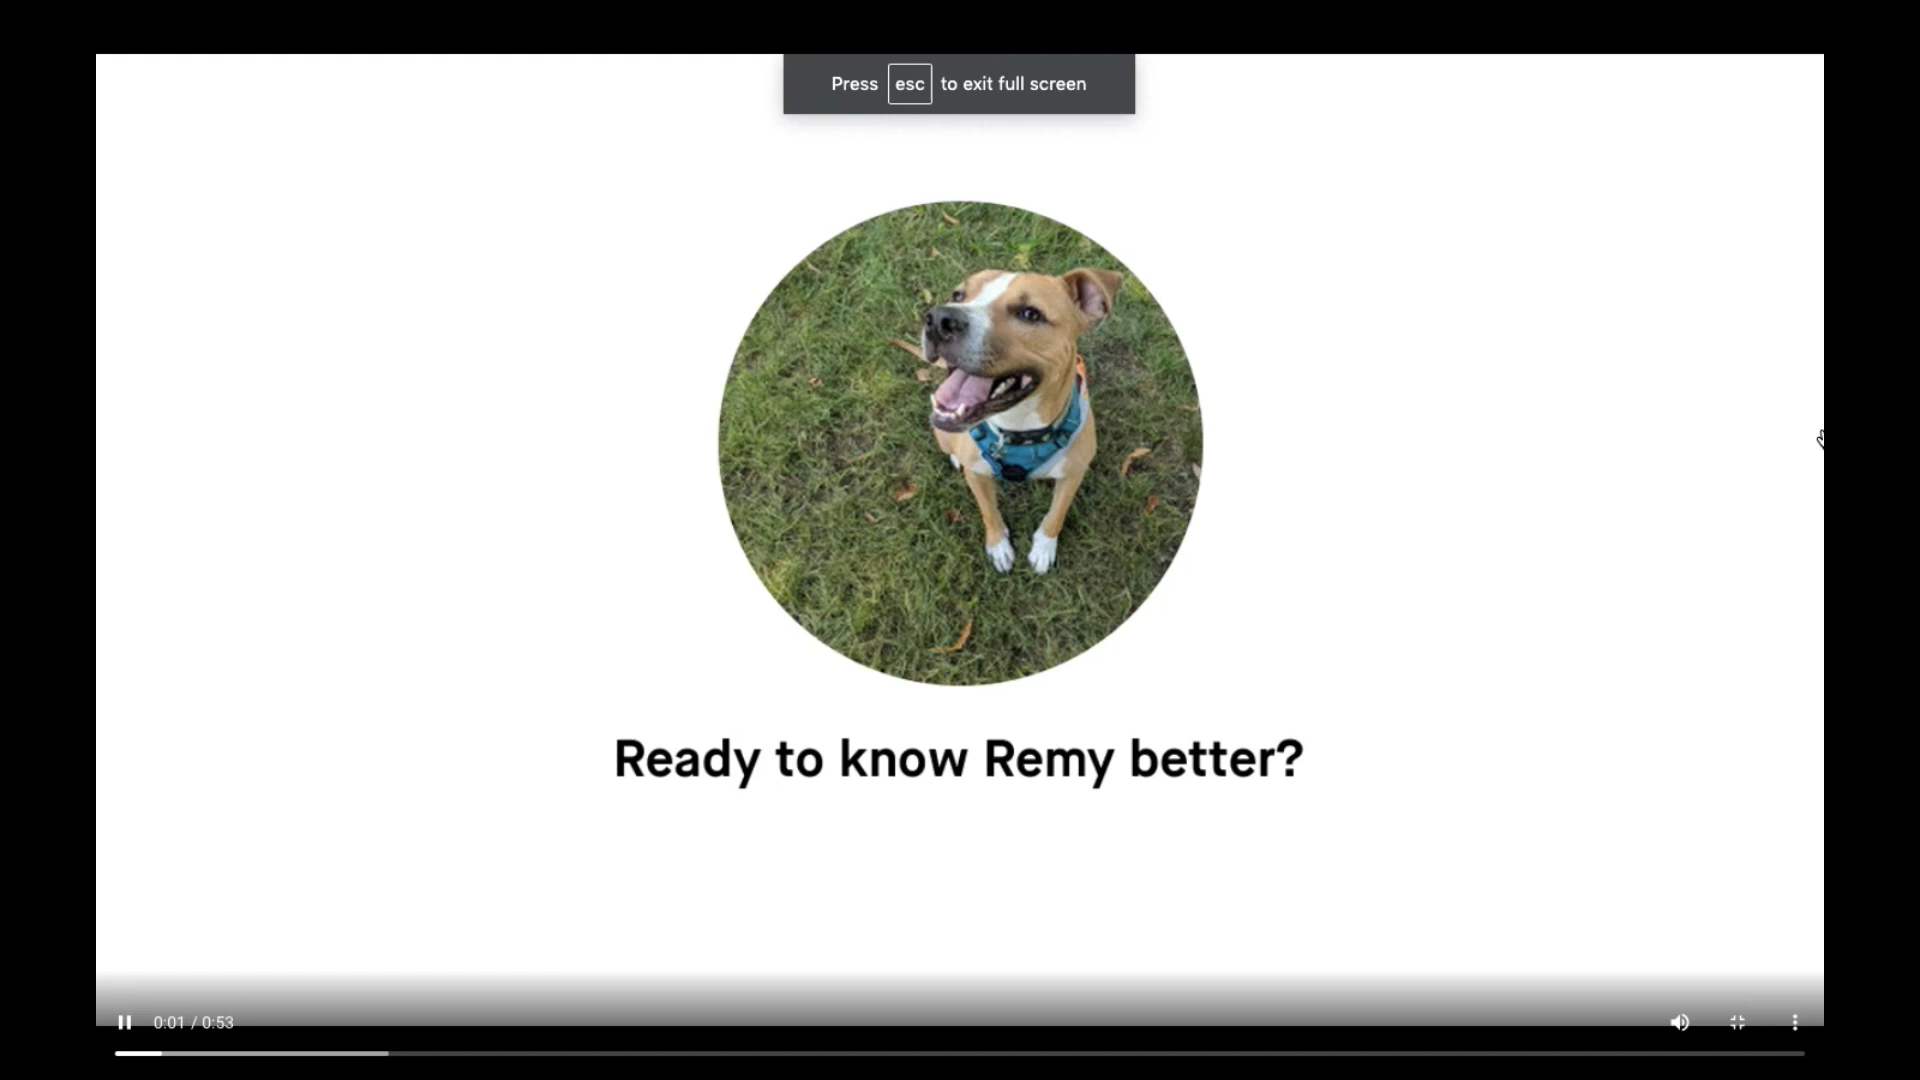 Press esc to exit full screen
Ready to know Remy better?
0:01 / 0:53